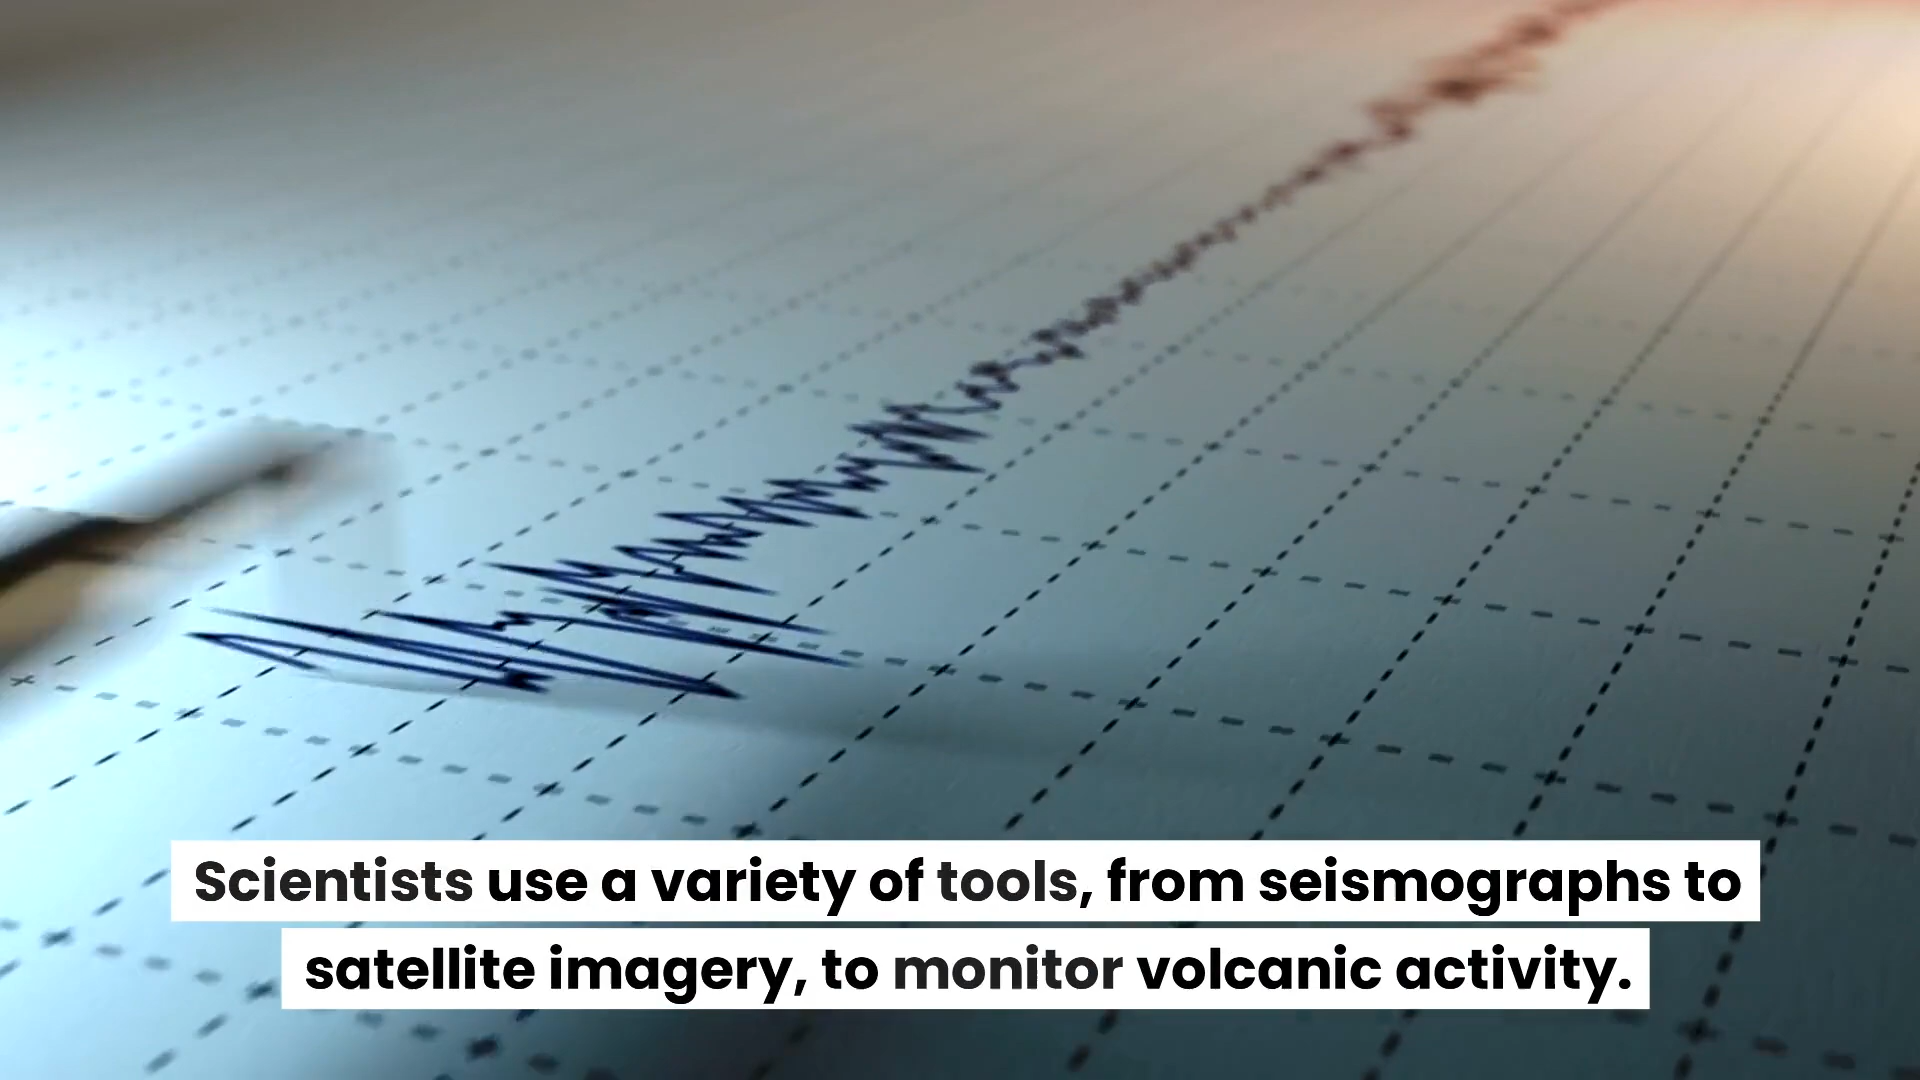 Scientists use a variety of tools, from seismographs to
satellite imagery, to monitor volcanic activity.